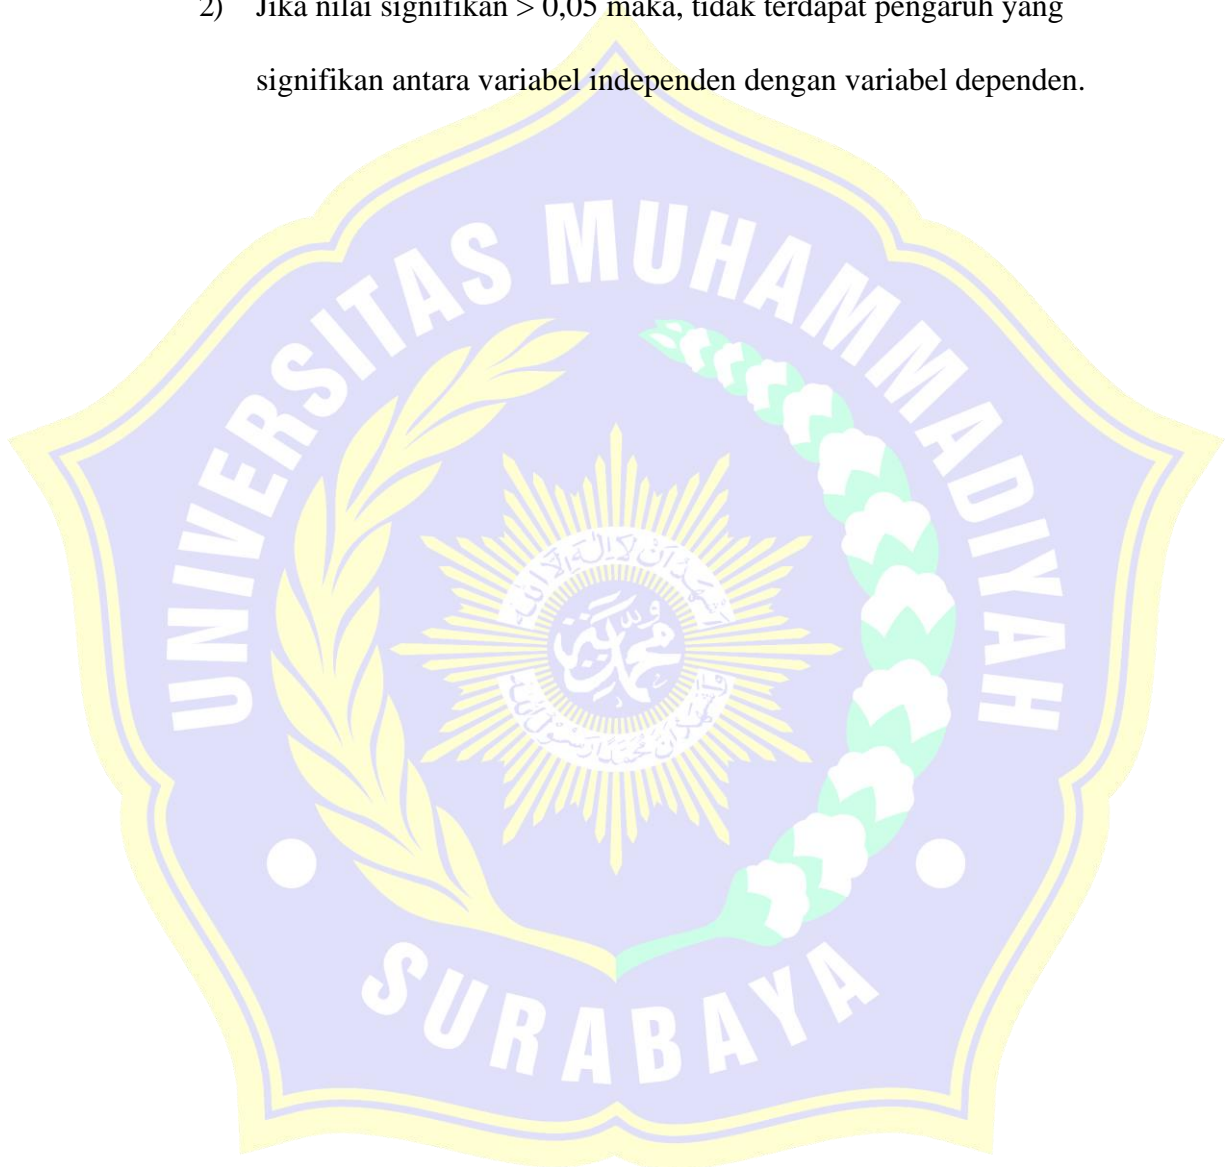 2) Jika nilai signifikan > 0,05 maka, tidak terdapat pengaruh yang
signifikan antara variabel independen dengan variabel dependen.
UNIVERSITAS MUHAMMADIYAH
SURABAYA